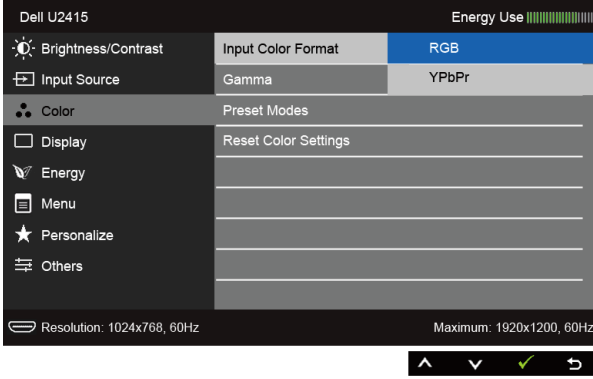 Dell U2415
Energy Use
Brightness/Contrast
Input Color Format
RGB
Input Source
Gamma
YPbPr
Color
Preset Modes
Display
Reset Color Settings
Energy
Menu
Personalize
Others
Resolution: 1024x768, 60Hz
Maximum: 1920x1200, 60Hz